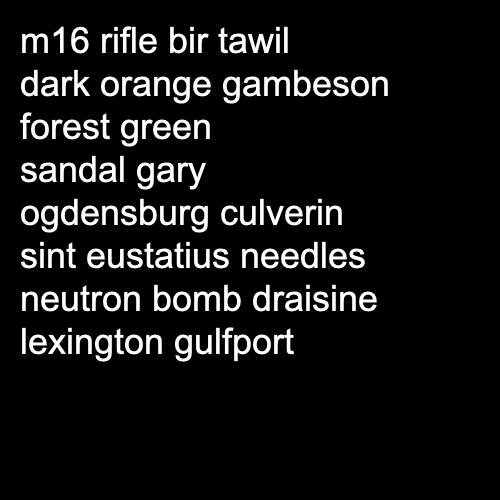 m16 rifle bir tawil
dark orange gambeson
forest green
sandal gary
ogdensburg culverin
sint eustatius needles
neutron bomb draisine
lexington gulfport